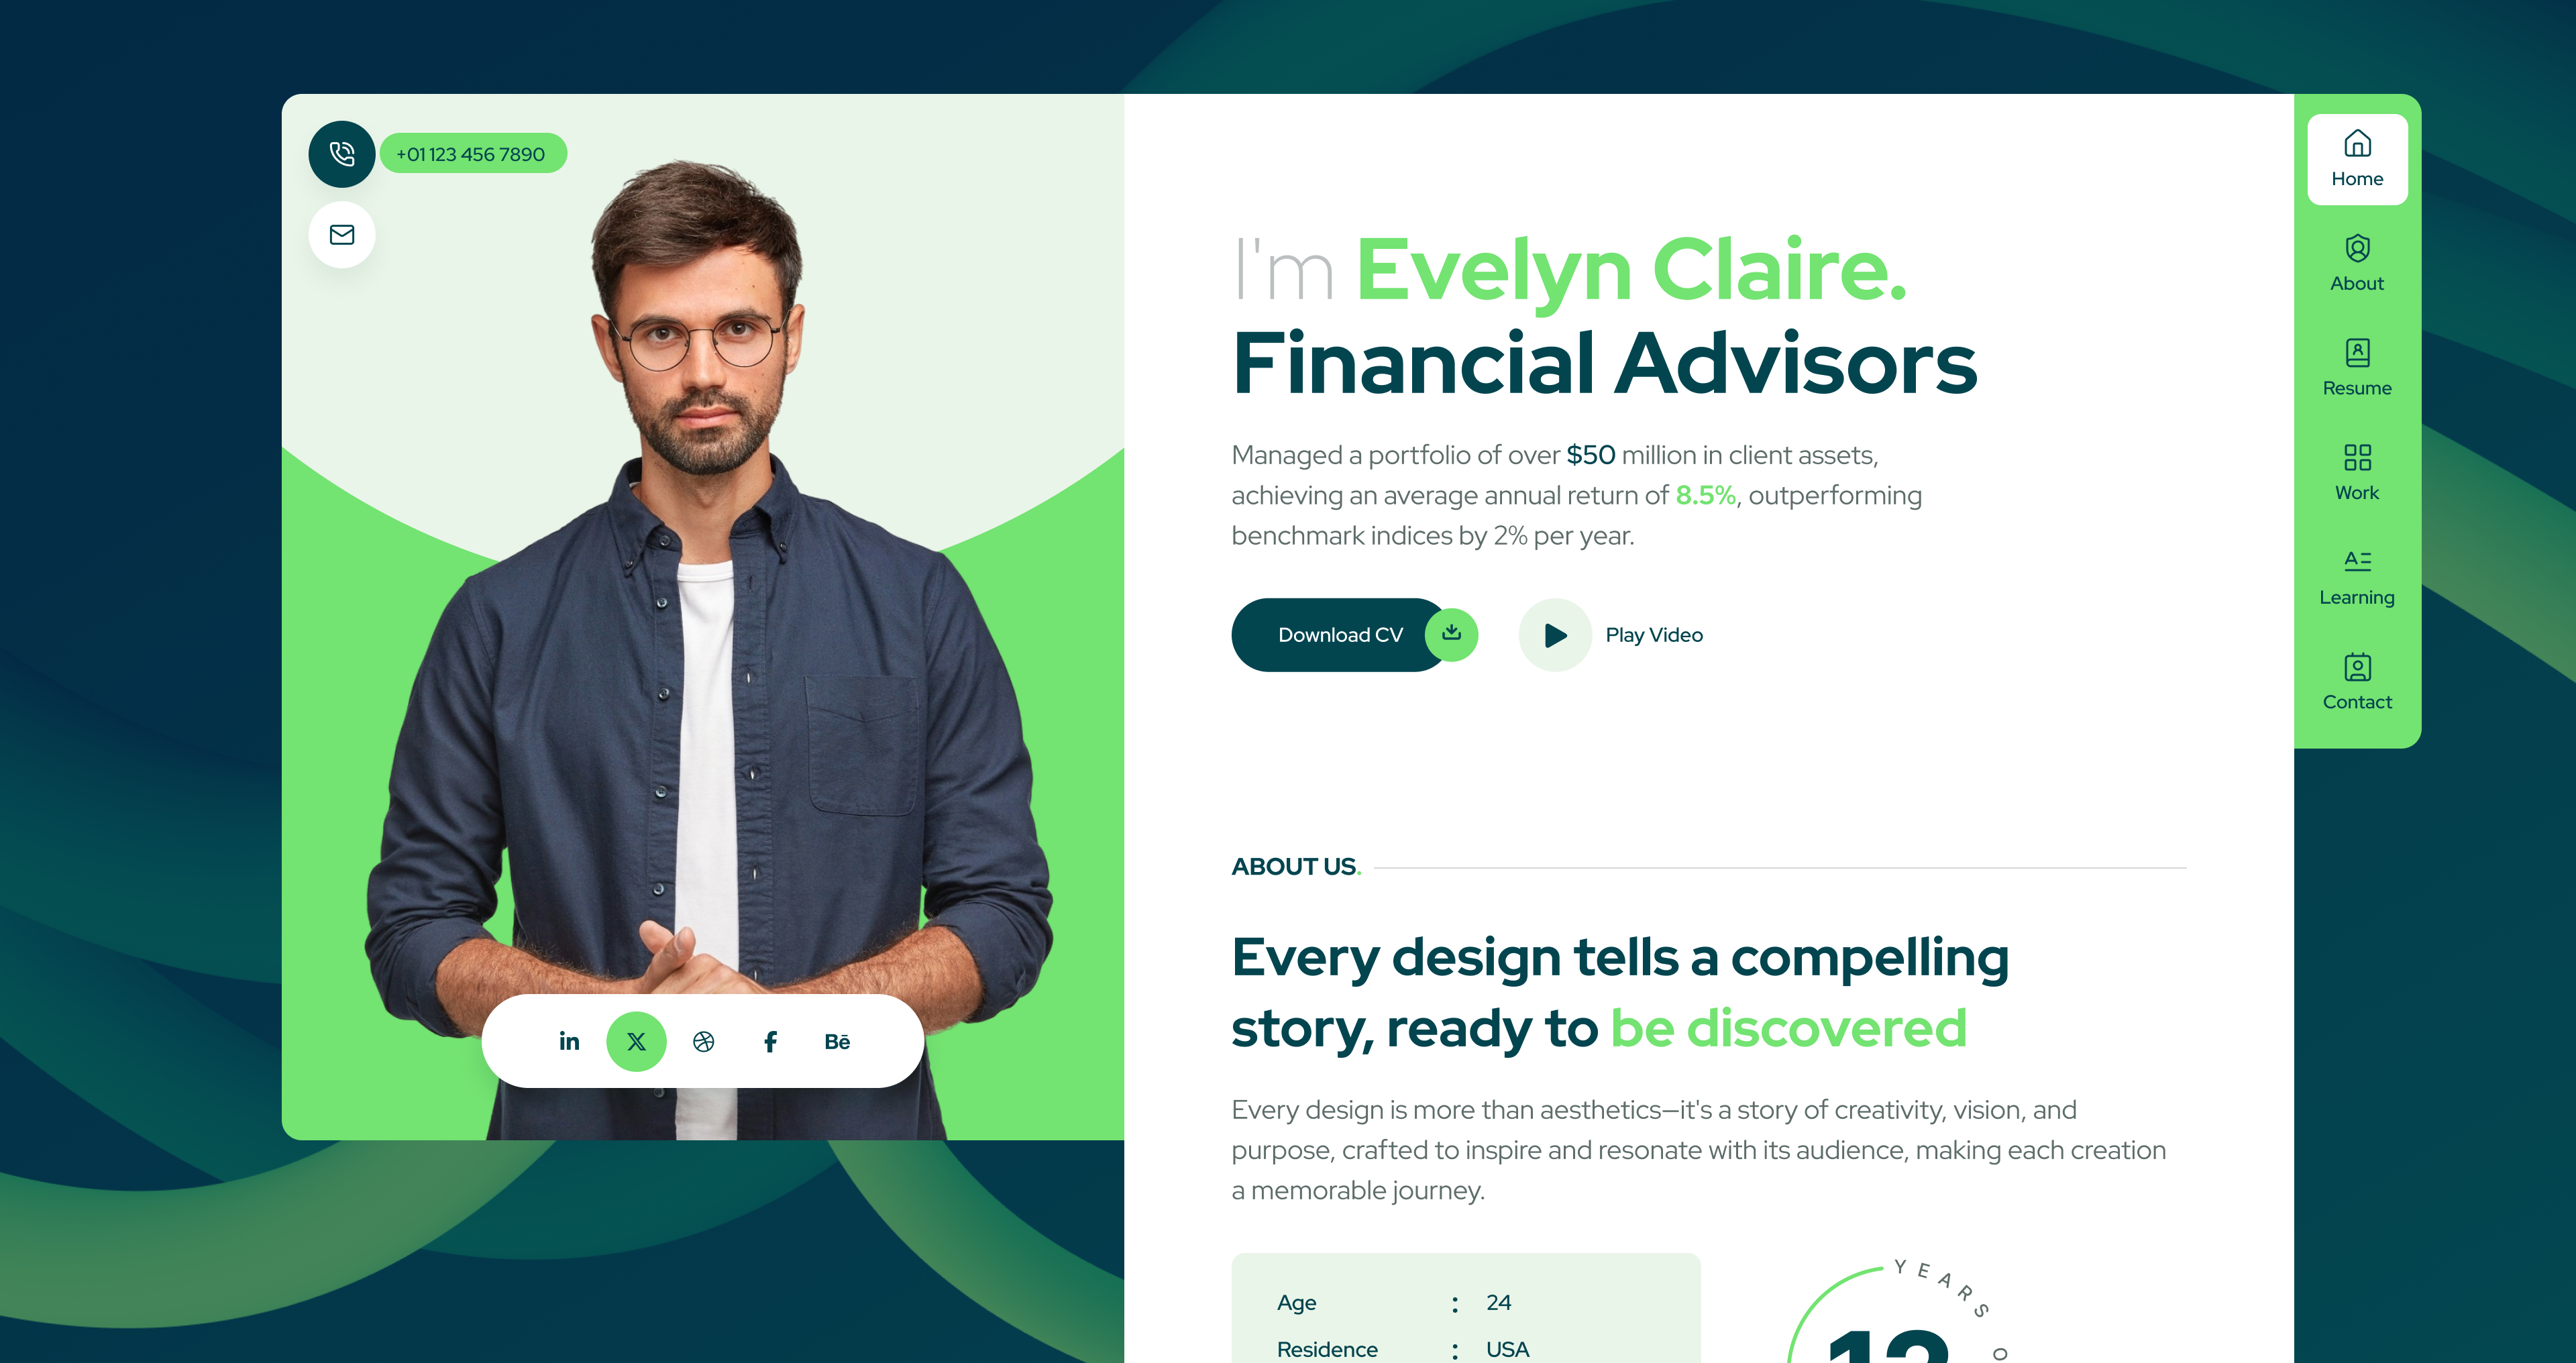 +01 123 456 7890
I'm Evelyn Claire.
Financial Advisors
Managed a portfolio of over $50 million in client assets,
achieving an average annual return of 8.5%, outperforming
benchmark indices by 2% per year.
Download CV
Play Video
Home
About
Resume
Work
Learning
Contact
in
X
f
Bē
ABOUT US.
Every design tells a compelling
story, ready to be discovered
Every design is more than aesthetics—it's a story of creativity, vision, and
purpose, crafted to inspire and resonate with its audience, making each creation
a memorable journey.
Age : 24
Residence : USA
YEARS O